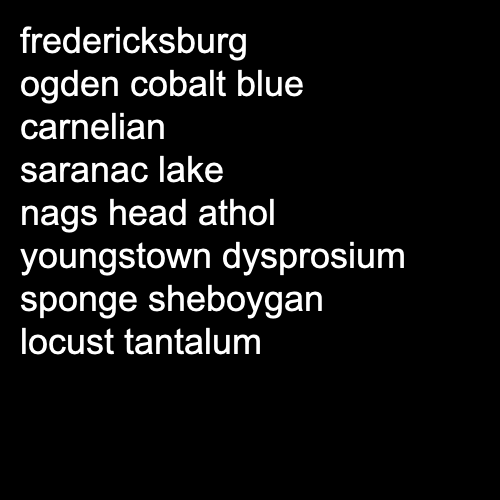 fredericksburg
ogden cobalt blue
carnelian
saranac lake
nags head athol
youngstown dysprosium
sponge sheboygan
locust tantalum